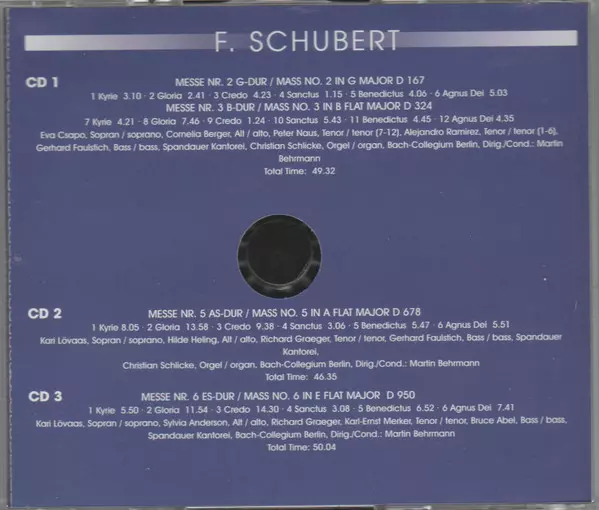 F. SCHUBERT
CD 1
MESSE NR. 2 G-DUR / MASS NO. 2 IN G MAJOR D 167
1 Kyrie 3.10 · 2 Gloria 2.41 · 3 Credo 4.23 · 4 Sanctus 1.15 · 5 Benedictus 4.06 · 6 Agnus Dei 5.03
MESSE NR. 3 B-DUR / MASS NO. 3 IN B FLAT MAJOR D 324
7 Kyrie 4.21 · 8 Gloria 7.46 · 9 Credo 1.24 · 10 Sanctus 5.43 · 11 Benedictus 4.45 · 12 Agnus Dei 4.35
Eva Csapo, Sopran / soprano, Cornelia Berger, Alt / alto, Peter Naus, Tenor / tenor (7-12), Alejandro Ramirez, Tenor / tenor (1-6),
Gerhard Faulstich, Bass / bass, Spandauer Kantorei, Christian Schlicke, Orgel / organ, Bach-Collegium Berlin, Dirig./Cond.: Martin
Behrmann
Total Time: 49.32
CD 2
MESSE NR. 5 AS-DUR / MASS NO. 5 IN A FLAT MAJOR D 678
1 Kyrie 8.05 · 2 Gloria 13.58 · 3 Credo 9.38 · 4 Sanctus 3.06 · 5 Benedictus 5.47 · 6 Agnus Dei 5.51
Kari Lövaas, Sopran / soprano, Hilde Heling, Alt / alto, Richard Graeger, Tenor / tenor, Gerhard Faulstich, Bass / bass, Spandauer
Kantorei,
Christian Schlicke, Orgel / organ, Bach-Collegium Berlin, Dirig./Cond.: Martin Behrmann
Total Time: 46.35
CD 3
MESSE NR. 6 ES-DUR / MASS NO. 6 IN E FLAT MAJOR D 950
1 Kyrie 5.50 · 2 Gloria 11.54 · 3 Credo 14.30 · 4 Sanctus 3.08 · 5 Benedictus 6.52 · 6 Agnus Dei 7.41
Kari Lövaas, Sopran / soprano, Sylvia Anderson, Alt / alto, Richard Graeger, Karl-Ernst Merker, Tenor / tenor, Bruce Abel, Bass / bass,
Spandauer Kantorei, Bach-Collegium Berlin, Dirig./Cond.: Martin Behrmann
Total Time: 50.04